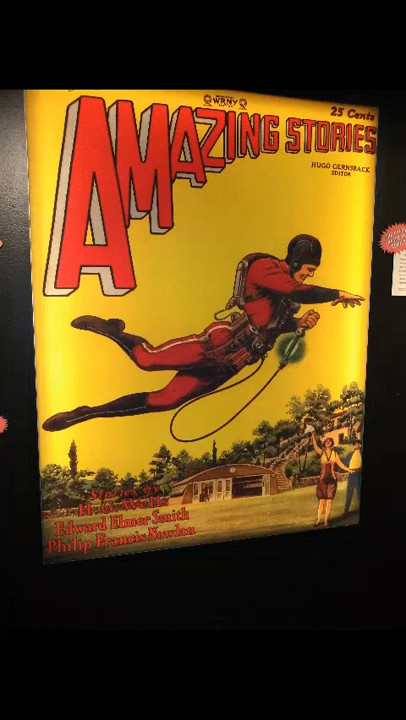 WRNY
25 Cents
AMAZING STORIES
HUGO GERNSBACK
EDITOR
Stories by
H. G. Wells
Edward Elmer Smith
Philip Francis Nowlan